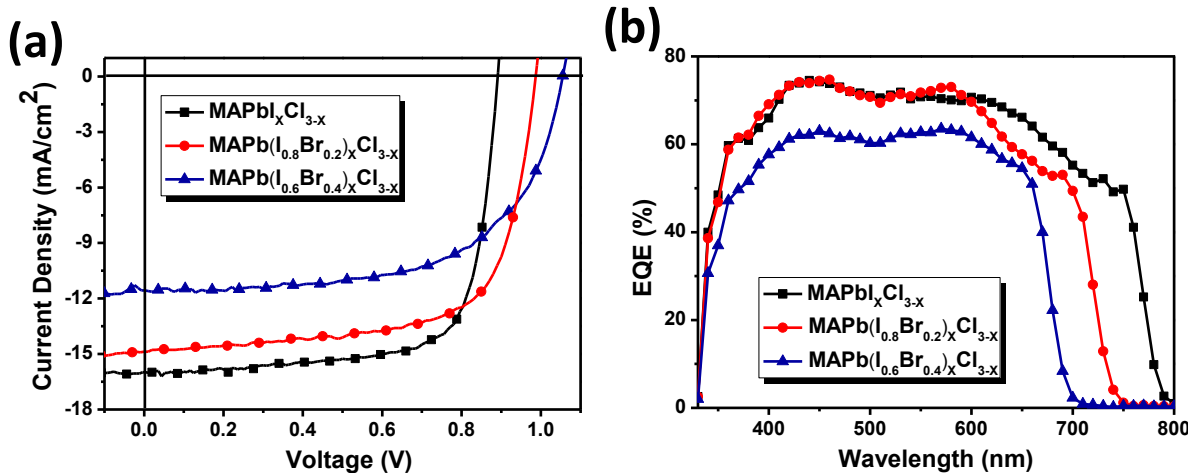 (a)
0
-3
-6
-9
-12
-15
-18
Current Density (mA/cm²)
MAPbIₓCl₃₋ₓ
MAPb(I₀.₈Br₀.₂)ₓCl₃₋ₓ
MAPb(I₀.₆Br₀.₄)ₓCl₃₋ₓ
0.0 0.2 0.4 0.6 0.8 1.0
Voltage (V)
(b)
80
60
40
20
0
EQE (%)
MAPbIₓCl₃₋ₓ
MAPb(I₀.₈Br₀.₂)ₓCl₃₋ₓ
MAPb(I₀.₆Br₀.₄)ₓCl₃₋ₓ
400 500 600 700 800
Wavelength (nm)